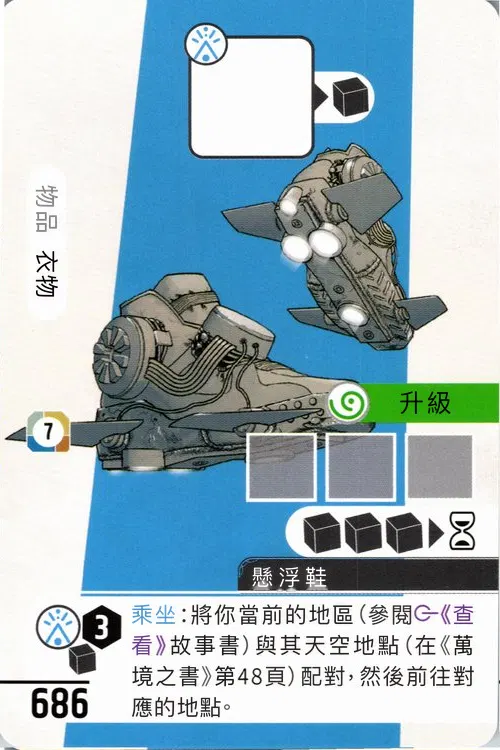 物品 衣物
升級
7
懸浮鞋
3
乘坐:將你當前的地區(參閱《查
看》故事書)與其天空地點(在《萬
境之書》第48頁)配對,然後前往對
應的地點。
686